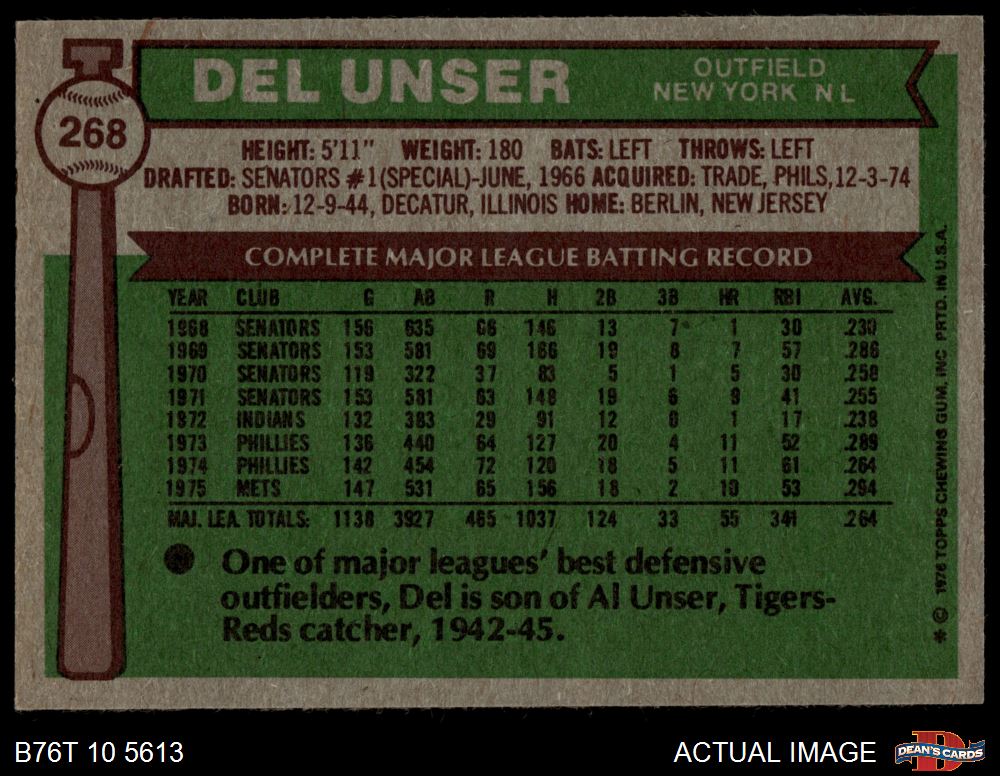 268
DEL UNSER
OUTFIELD
NEW YORK N L
HEIGHT: 5'11" WEIGHT: 180 BATS: LEFT THROWS: LEFT
DRAFTED: SENATORS #1(SPECIAL)-JUNE, 1966 ACQUIRED: TRADE, PHILS,12-3-74
BORN: 12-9-44, DECATUR, ILLINOIS HOME: BERLIN, NEW JERSEY
COMPLETE MAJOR LEAGUE BATTING RECORD
YEAR CLUB G AB R H 2B 3B HR RBI AVG.
1968 SENATORS 156 635 66 146 13 7 1 30 .230
1969 SENATORS 153 581 69 166 19 8 7 57 .286
1970 SENATORS 119 322 37 83 5 1 5 30 .258
1971 SENATORS 153 581 63 148 19 6 9 41 .255
1972 INDIANS 132 383 29 91 12 0 1 17 .238
1973 PHILLIES 136 440 64 127 20 4 11 52 .289
1974 PHILLIES 142 454 72 120 18 5 11 61 .264
1975 METS 147 531 65 156 18 2 10 53 .294
MAJ. LEA. TOTALS: 1138 3927 465 1037 124 33 55 341 .264
● One of major leagues' best defensive
outfielders, Del is son of Al Unser, Tigers-
Reds catcher, 1942-45.
* © 1976 TOPPS CHEWING GUM, INC PRTD. IN U.S.A.
B76T 10 5613
ACTUAL IMAGE
DEAN'S CARDS